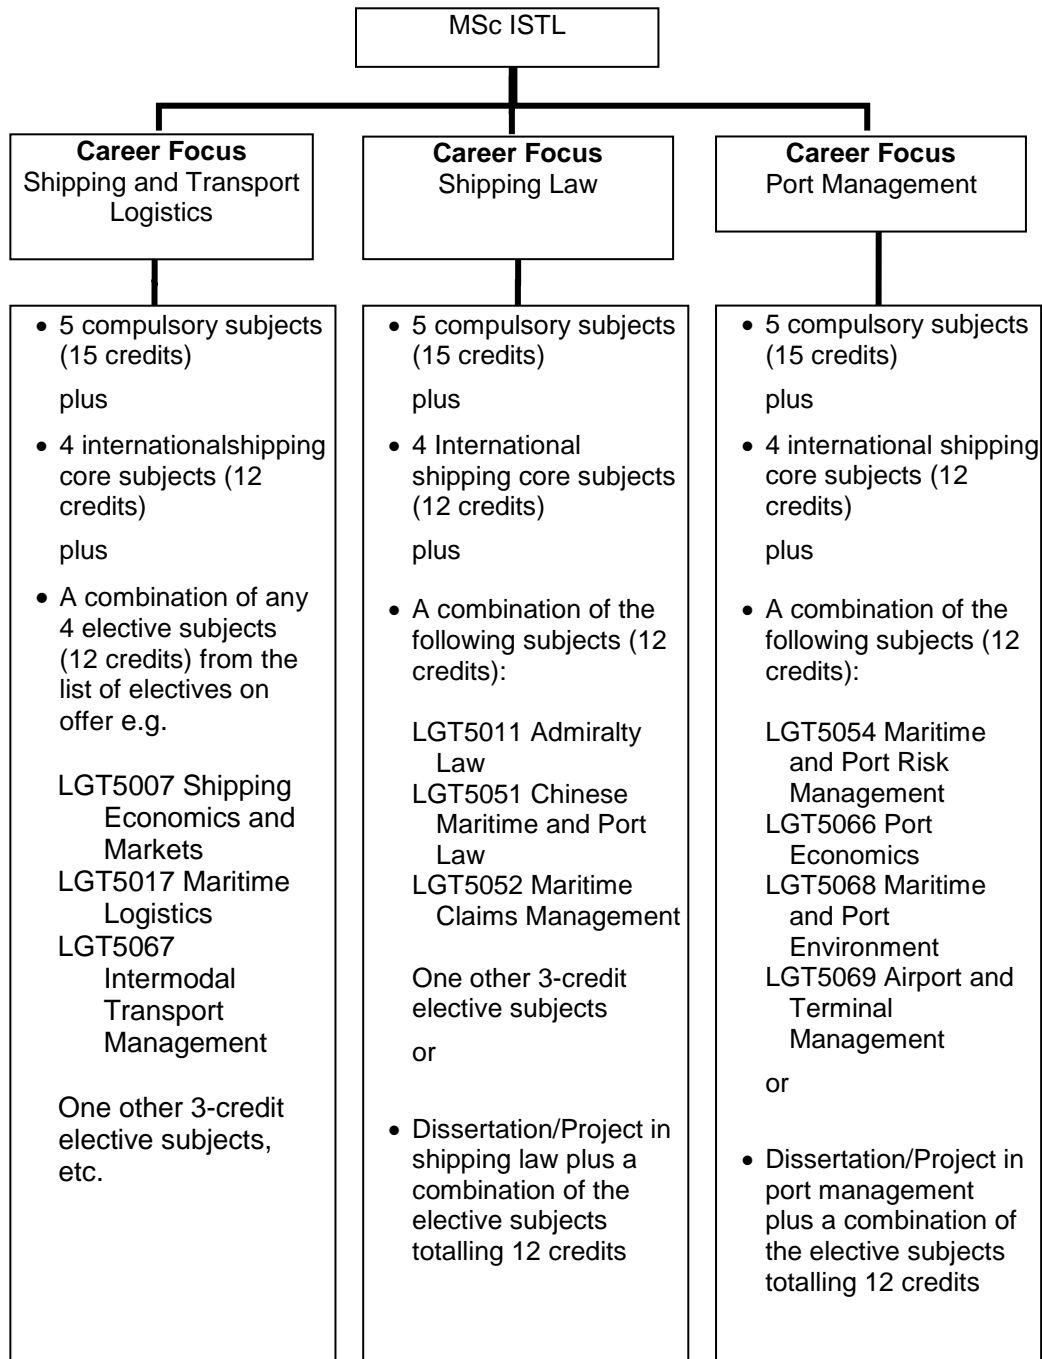 MSc ISTL
Career Focus
Shipping and Transport
Logistics
Career Focus
Shipping Law
Career Focus
Port Management
• 5 compulsory subjects
(15 credits)
plus
• 4 internationalshipping
core subjects (12
credits)
plus
• A combination of any
4 elective subjects
(12 credits) from the
list of electives on
offer e.g.
LGT5007 Shipping
Economics and
Markets
LGT5017 Maritime
Logistics
LGT5067
Intermodal
Transport
Management
One other 3-credit
elective subjects,
etc.
• 5 compulsory subjects
(15 credits)
plus
• 4 International
shipping core subjects
(12 credits)
plus
• A combination of the
following subjects (12
credits):
LGT5011 Admiralty
Law
LGT5051 Chinese
Maritime and Port
Law
LGT5052 Maritime
Claims Management
One other 3-credit
elective subjects
or
• Dissertation/Project in
shipping law plus a
combination of the
elective subjects
totalling 12 credits
• 5 compulsory subjects
(15 credits)
plus
• 4 international shipping
core subjects (12
credits)
plus
• A combination of the
following subjects (12
credits):
LGT5054 Maritime
and Port Risk
Management
LGT5066 Port
Economics
LGT5068 Maritime
and Port
Environment
LGT5069 Airport and
Terminal
Management
or
• Dissertation/Project in
port management
plus a combination of
the elective subjects
totalling 12 credits